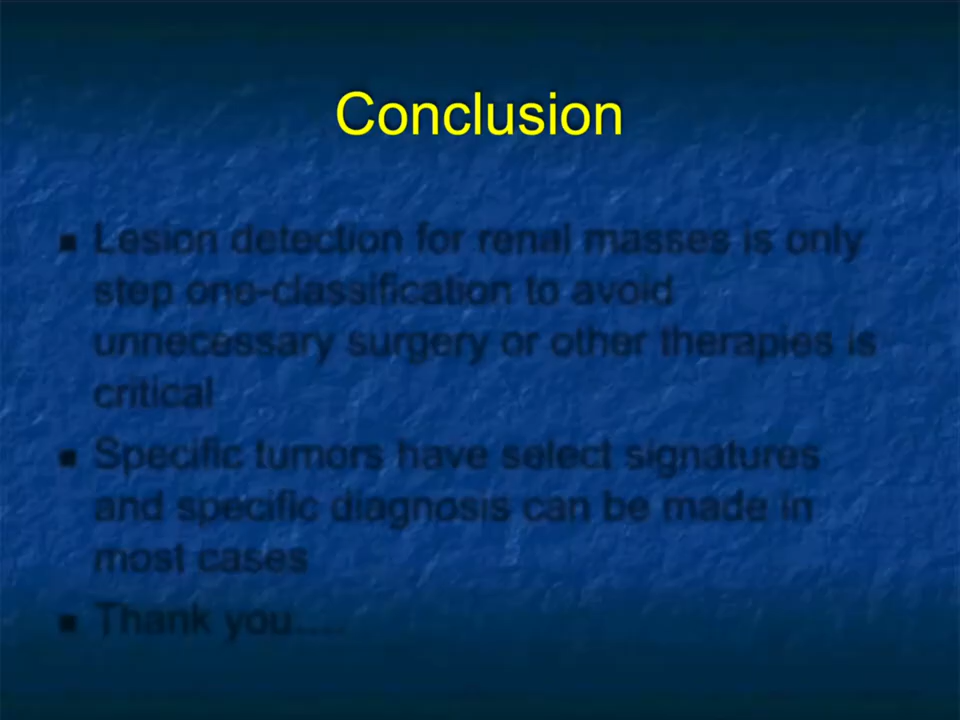 Conclusion
Lesion detection for renal masses is only
step one-classification to avoid
unnecessary surgery or other therapies is
critical
Specific tumors have select signatures
and specific diagnosis can be made in
most cases
Thank you.....